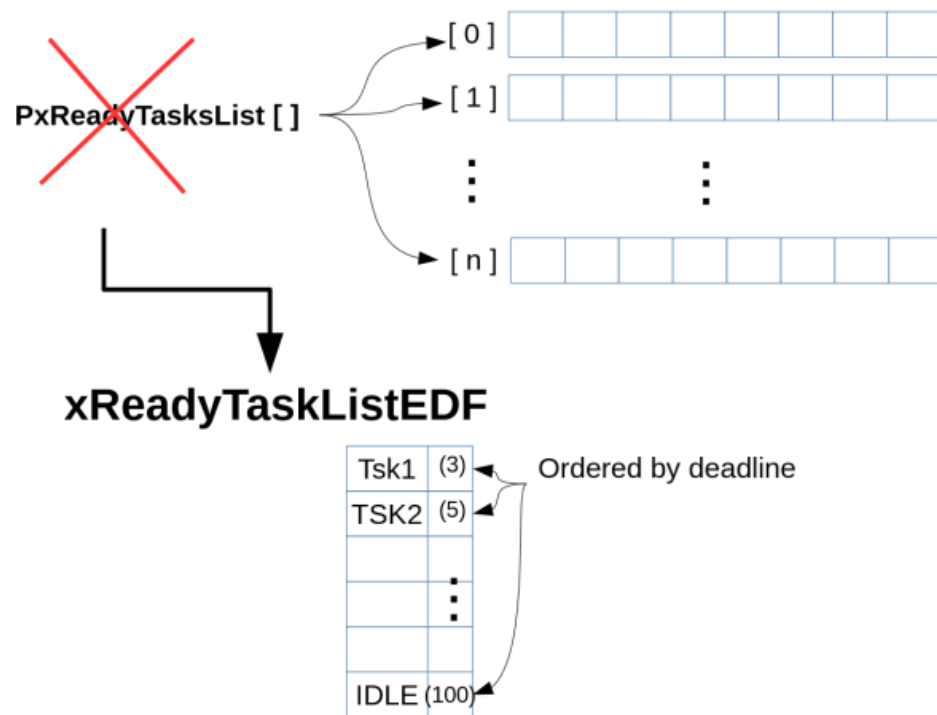 [ 0 ]
PxReadyTasksList [ ]
[ 1 ]
[ n ]
xReadyTaskListEDF
Tsk1 (3)
Ordered by deadline
TSK2 (5)
IDLE (100)